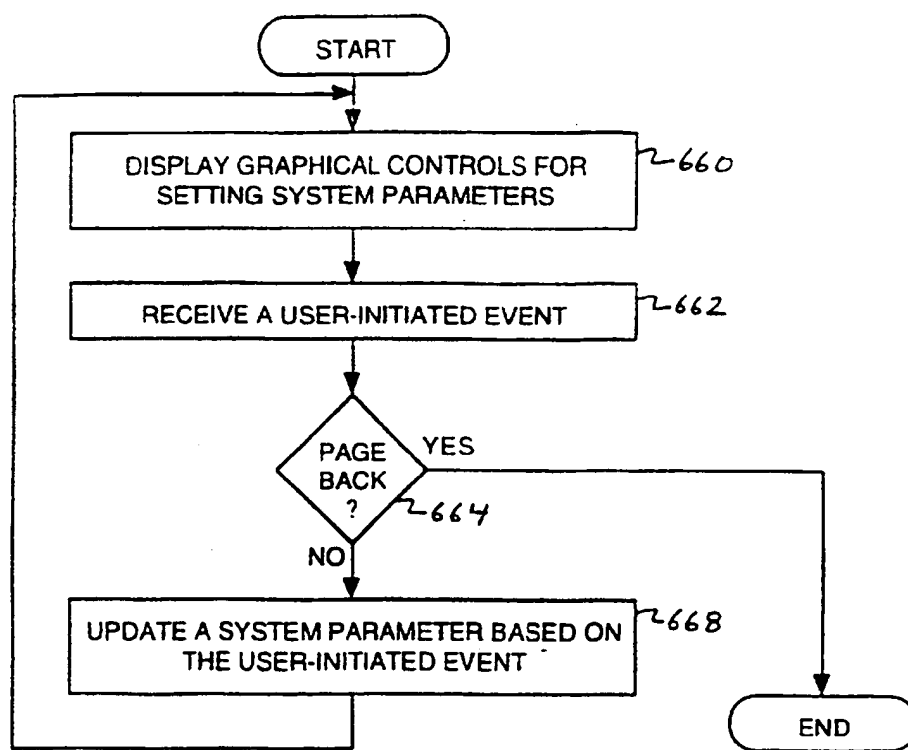 START
DISPLAY GRAPHICAL CONTROLS FOR
SETTING SYSTEM PARAMETERS
660
RECEIVE A USER-INITIATED EVENT
662
PAGE
BACK
?
YES
664
NO
UPDATE A SYSTEM PARAMETER BASED ON
THE USER-INITIATED EVENT
668
END